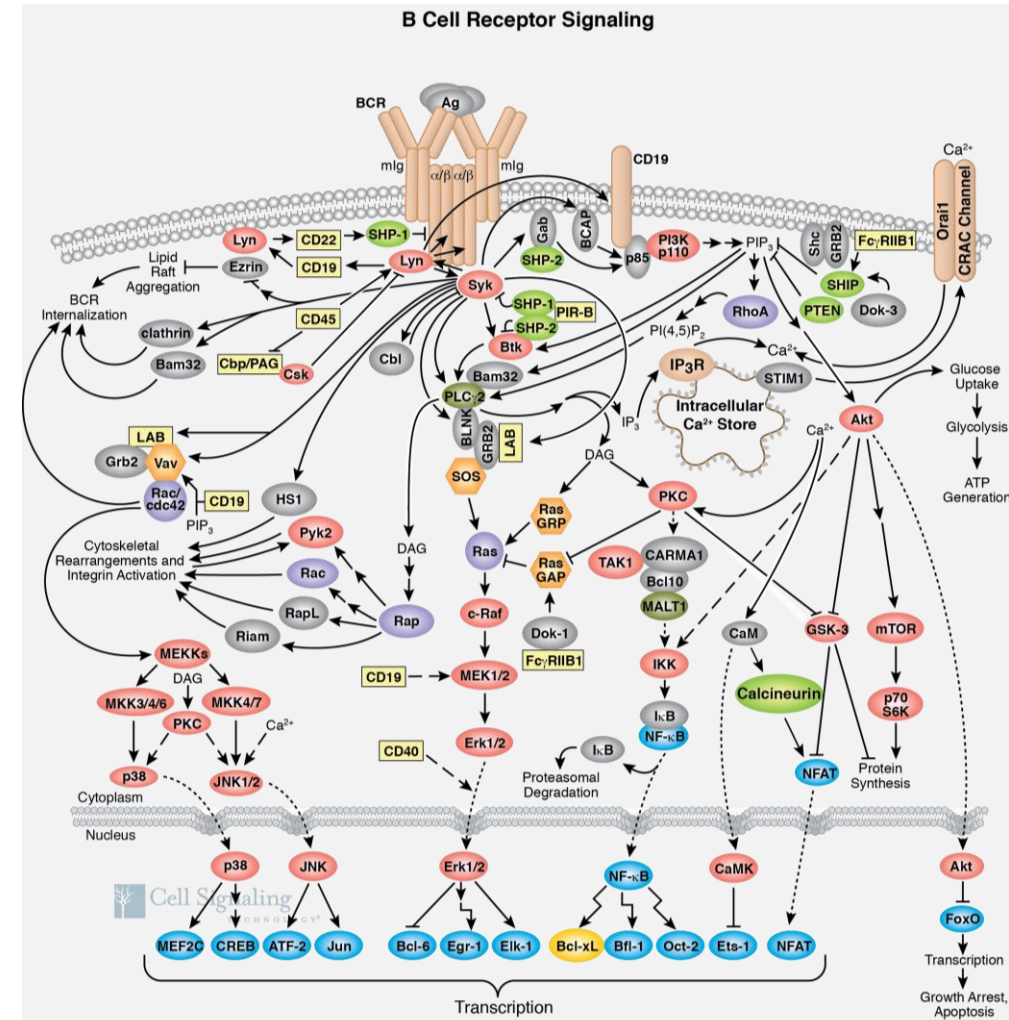 B Cell Receptor Signaling
Ag
BCR
mIg
mIg
α/β α/β
CD19
Ca²⁺
Orai1
CRAC Channel
Lyn
CD22
SHP-1
CD19
Lyn
Ezrin
Lipid
Raft
Aggregation
BCR
Internalization
clathrin
Bam32
CD45
Cbp/PAG
Csk
Syk
Gab
SHP-2
BCAP
p85
PI3K
p110
PIP₃
Shc
GRB2
FcγRIIB1
SHIP
PTEN
Dok-3
RhoA
PI(4,5)P₂
SHP-1
SHP-2
PIR-B
Btk
Cbl
Bam32
PLCγ2
BLNK
GRB2
LAB
SOS
IP₃
IP₃R
Ca²⁺
STIM1
Intracellular
Ca²⁺ Store
Ca²⁺
Akt
Glucose
Uptake
Glycolysis
ATP
Generation
LAB
Grb2
Vav
Rac/
cdc42
CD19
PIP₃
HS1
Pyk2
Cytoskeletal
Rearrangements and
Integrin Activation
Rac
RapL
Riam
Rap
DAG
DAG
PKC
Ras
GRP
Ras
Ras
GAP
TAK1
CARMA1
Bcl10
MALT1
c-Raf
Dok-1
FcγRIIB1
CaM
GSK-3
mTOR
MEKKs
DAG
MKK3/4/6
MKK4/7
PKC
Ca²⁺
p38
JNK1/2
CD19
MEK1/2
IKK
Calcineurin
p70
S6K
Erk1/2
CD40
IκB
NF-κB
IκB
Proteasomal
Degradation
NFAT
Protein
Synthesis
Cytoplasm
Nucleus
p38
JNK
Erk1/2
NF-κB
CaMK
Akt
Cell Signaling
TECHNOLOGY®
FoxO
MEF2C
CREB
ATF-2
Jun
Bcl-6
Egr-1
Elk-1
Bcl-xL
Bfl-1
Oct-2
Ets-1
NFAT
Transcription
Transcription
Growth Arrest,
Apoptosis